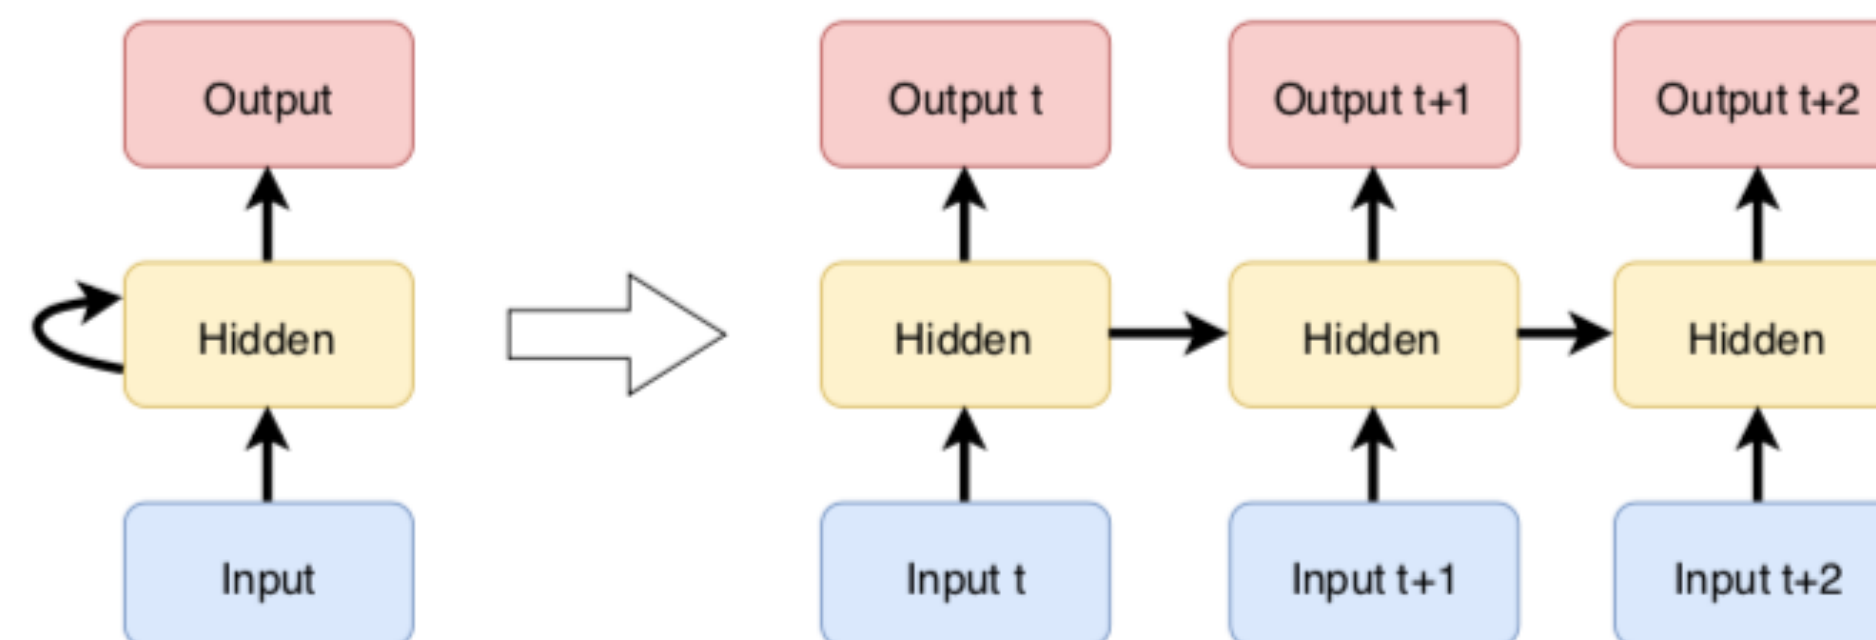 Output
Output t
Output t+1
Output t+2
Hidden
Hidden
Hidden
Hidden
Input
Input t
Input t+1
Input t+2